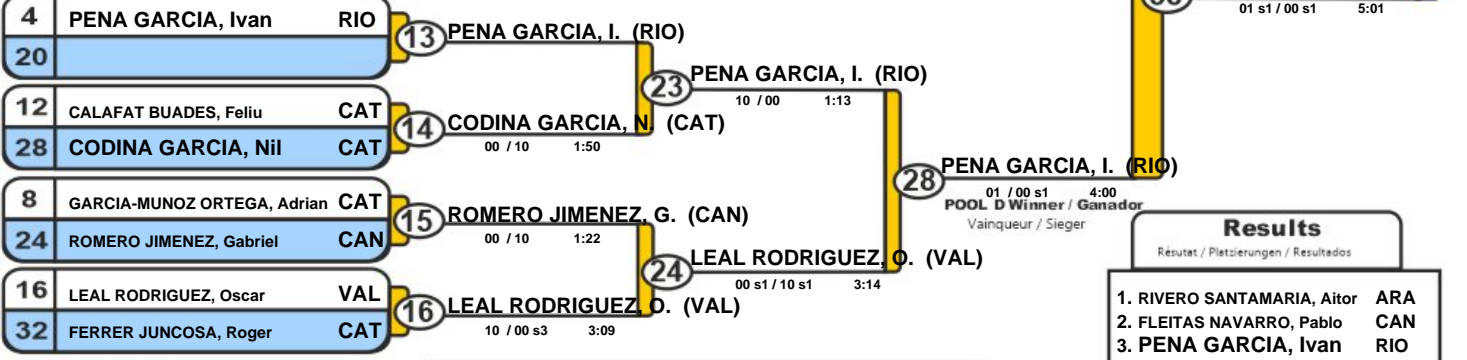 4 PENA GARCIA, Ivan RIO
20
13 PENA GARCIA, I. (RIO)
12 CALAFAT BUADES, Feliu CAT
28 CODINA GARCIA, Nil CAT
14 CODINA GARCIA, N. (CAT)
00 / 10 1:50
23 PENA GARCIA, I. (RIO)
10 / 00 1:13
8 GARCIA-MUNOZ ORTEGA, Adrian CAT
24 ROMERO JIMENEZ, Gabriel CAN
15 ROMERO JIMENEZ, G. (CAN)
00 / 10 1:22
16 LEAL RODRIGUEZ, Oscar VAL
32 FERRER JUNCOSA, Roger CAT
16 LEAL RODRIGUEZ, O. (VAL)
10 / 00 s3 3:09
24 LEAL RODRIGUEZ, O. (VAL)
00 s1 / 10 s1 3:14
28 PENA GARCIA, I. (RIO)
01 / 00 s1 4:00
POOL D Winner / Ganador
Vainqueur / Sieger
01 s1 / 00 s1 5:01
Results
Résutat / Platzierungen / Resultados
1. RIVERO SANTAMARIA, Aitor ARA
2. FLEITAS NAVARRO, Pablo CAN
3. PENA GARCIA, Ivan RIO